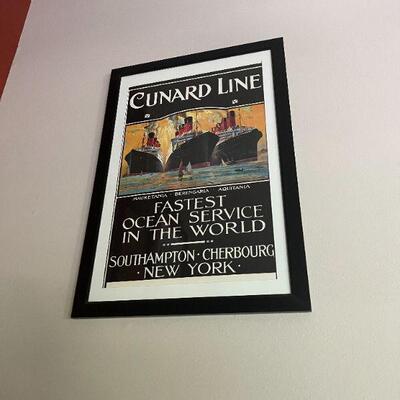 CUNARD LINE
MAURETANIA · BERENGARIA · AQUITANIA
FASTEST
OCEAN SERVICE
IN THE WORLD
SOUTHAMPTON · CHERBOURG
· NEW YORK ·